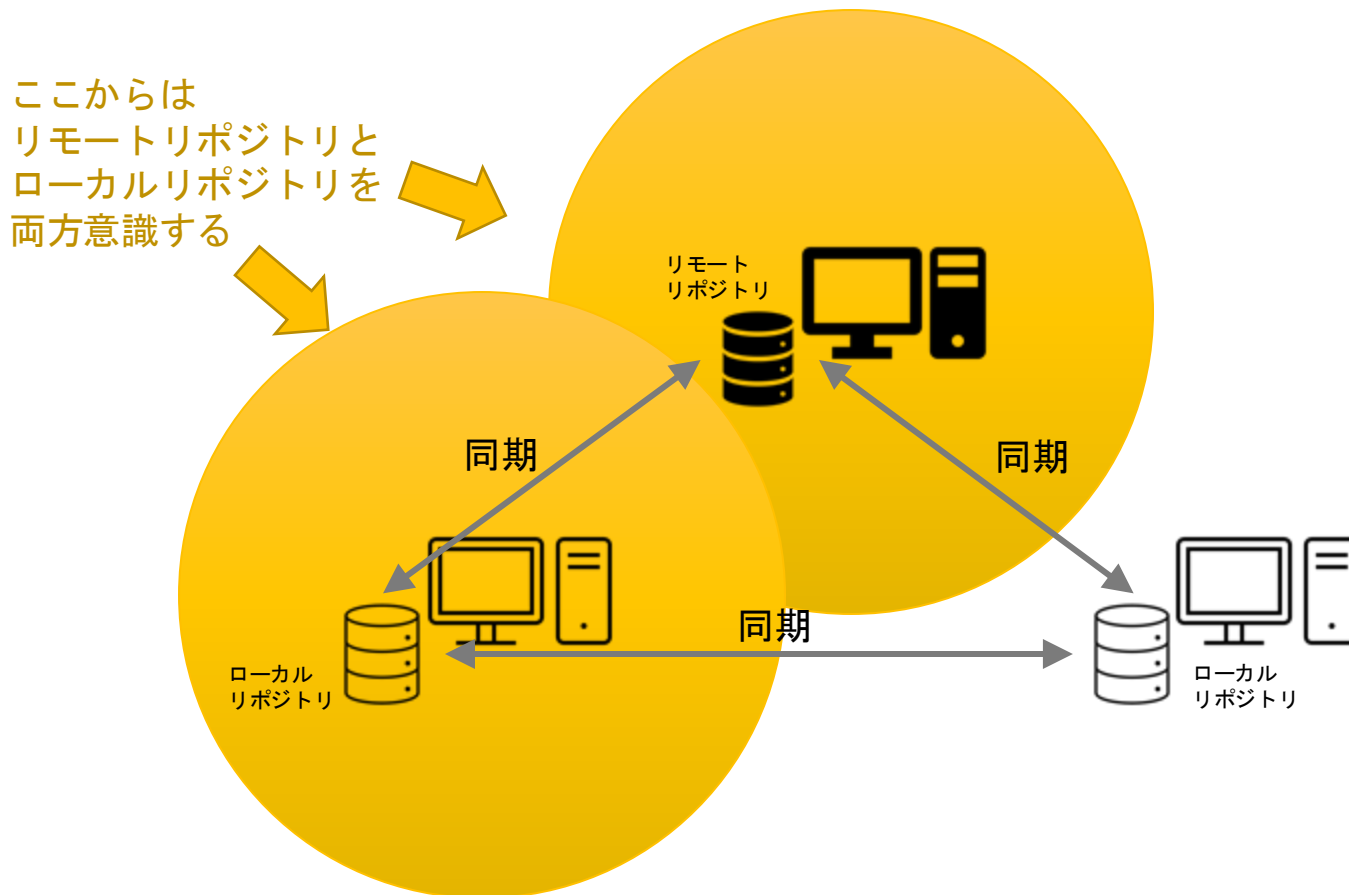 ここからは
リモートリポジトリと
ローカルリポジトリを
両方意識する
リモート
リポジトリ
同期
同期
同期
ローカル
リポジトリ
ローカル
リポジトリ